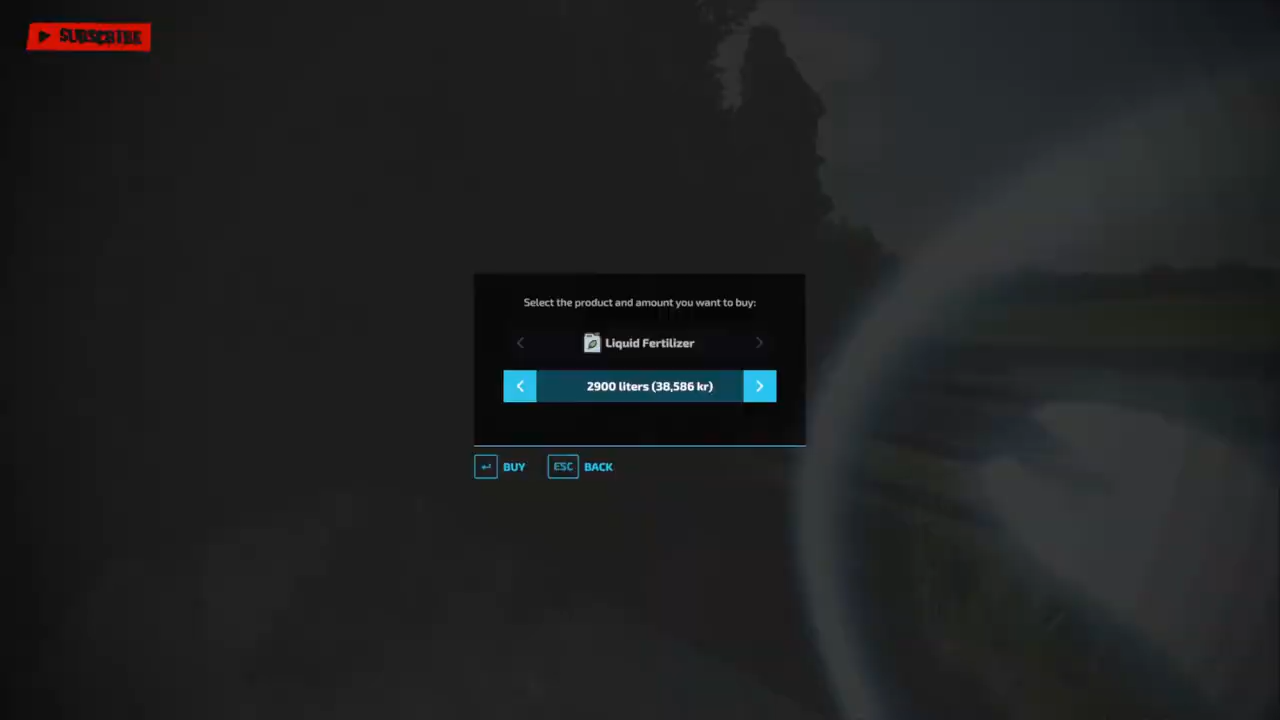 SUBSCRIBE
Select the product and amount you want to buy:
Liquid Fertilizer
2900 liters (38,586 kr)
↵ BUY ESC BACK